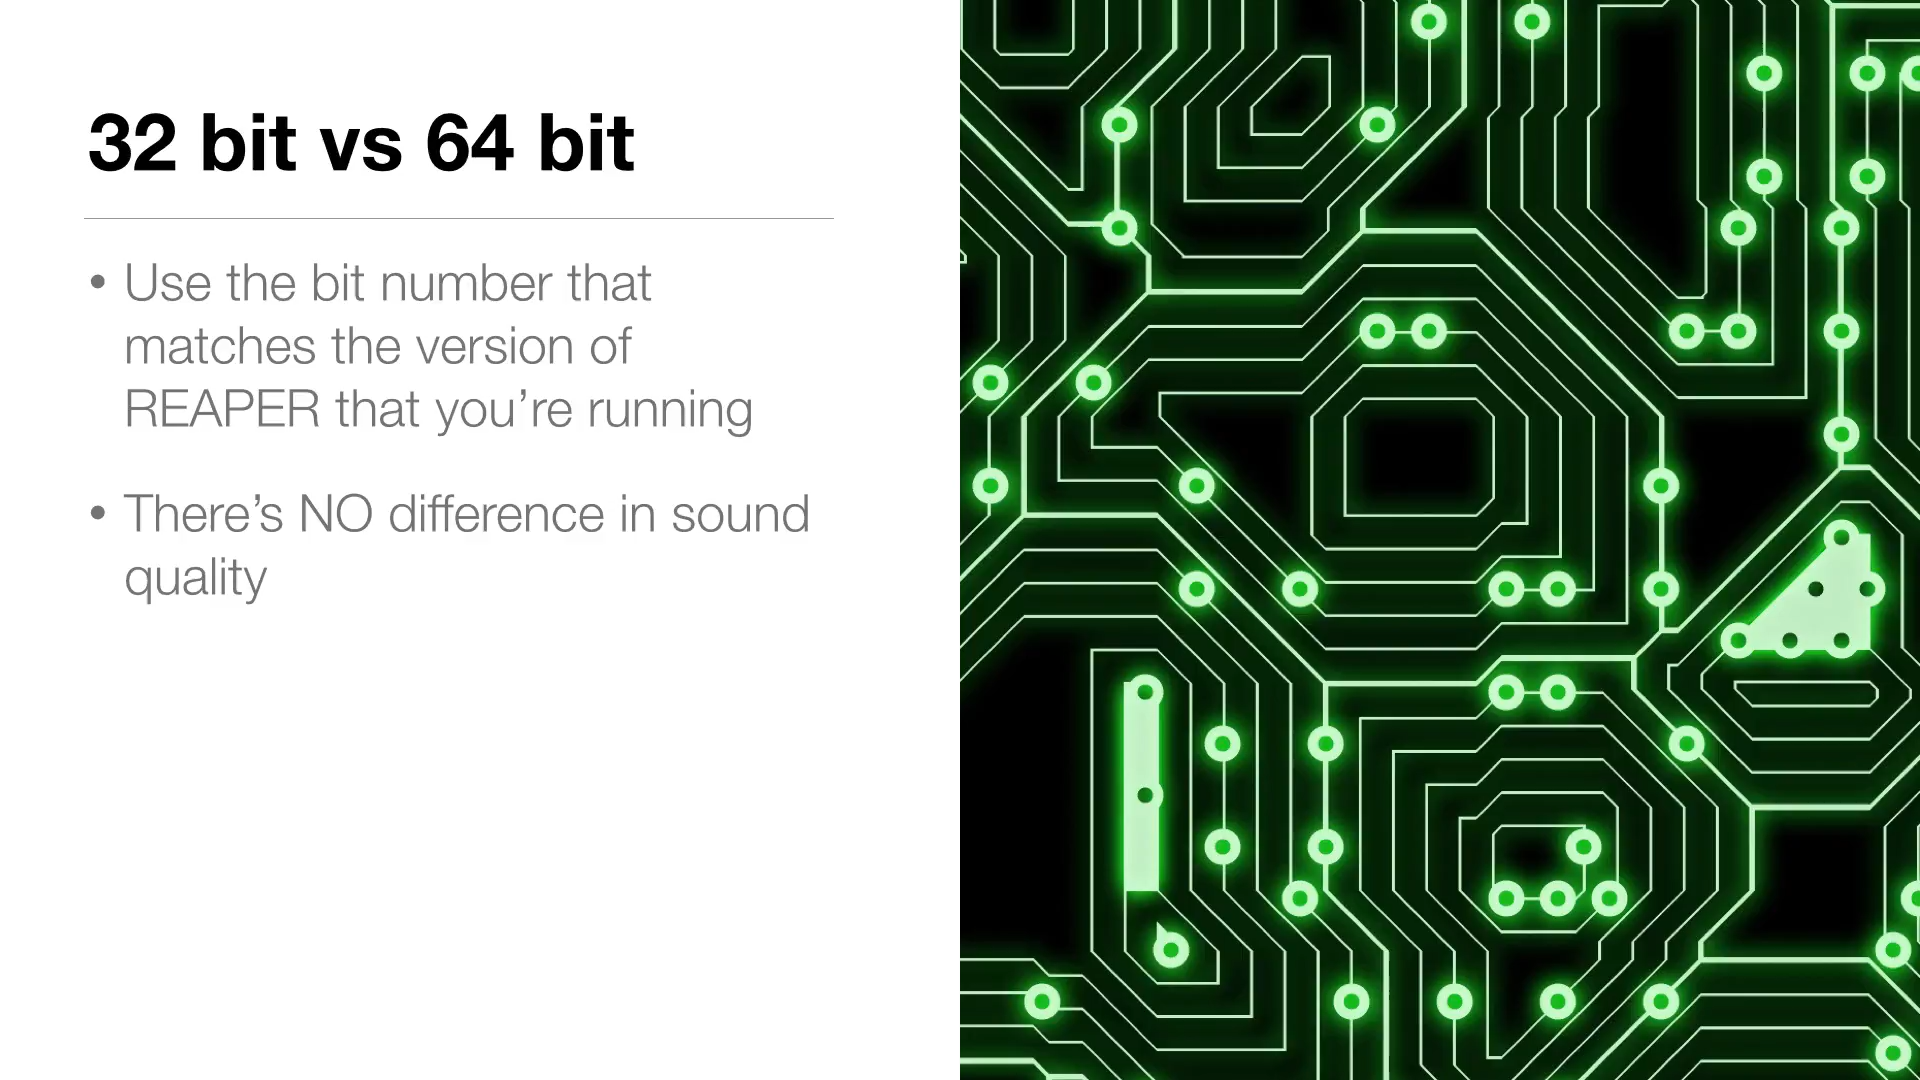 32 bit vs 64 bit
• Use the bit number that
matches the version of
REAPER that you’re running
• There’s NO difference in sound
quality